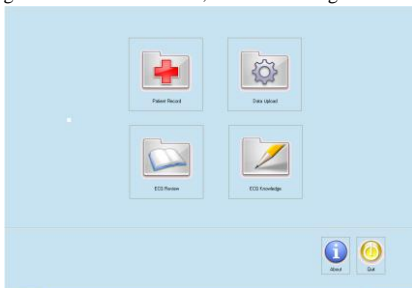 Patient Record
Data Upload
ECG Review
ECG Knowledge
About
Quit